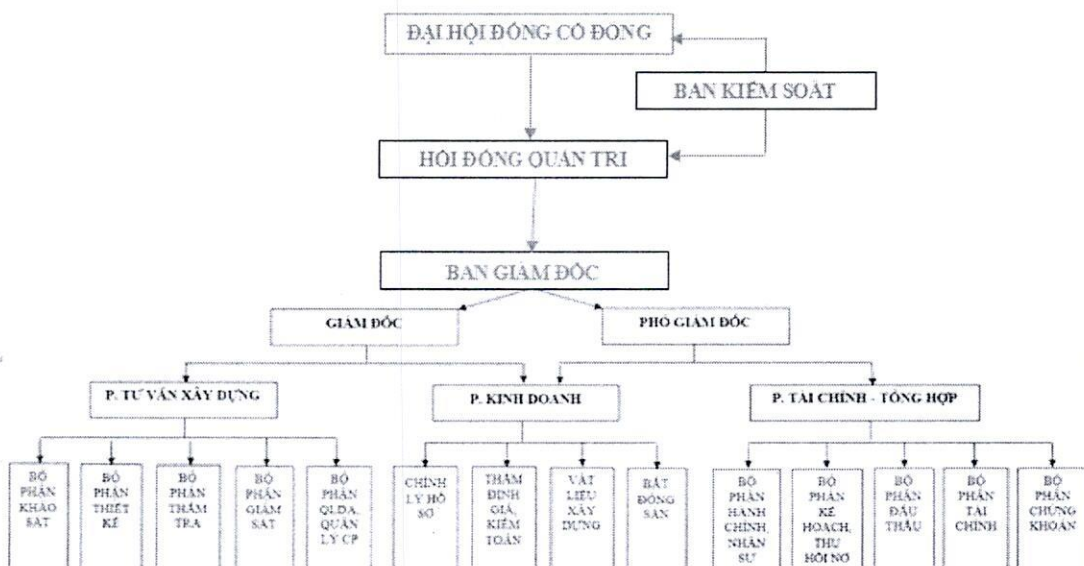 ĐẠI HỘI ĐỒNG CỔ ĐÔNG
BAN KIỂM SOÁT
HỘI ĐỒNG QUẢN TRỊ
BAN GIÁM ĐỐC
GIÁM ĐỐC
PHÓ GIÁM ĐỐC
P. TƯ VẤN XÂY DỰNG
P. KINH DOANH
P. TÀI CHÍNH - TỔNG HỢP
BỘ
PHẬN
KHẢO
SÁT
BỘ
PHẬN
THIẾT
KẾ
BỘ
PHẬN
THẨM
TRA
BỘ
PHẬN
GIÁM
SÁT
BỘ
PHẬN
QLDA,
QUẢN
LÝ CP
CHỈNH
LÝ HỒ
SƠ
THẨM
ĐỊNH
GIÁ,
KIỂM
TOÁN
VẬT
LIỆU
XÂY
DỰNG
BẤT
ĐỘNG
SẢN
BỘ
PHẬN
HÀNH
CHÍNH,
NHÂN
SỰ
BỘ
PHẬN
KẾ
HOẠCH,
THU
HỒI NỢ
BỘ
PHẬN
ĐẤU
THẦU
BỘ
PHẬN
TÀI
CHÍNH
BỘ
PHẬN
CHỨNG
KHOÁN